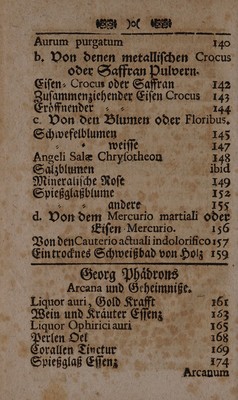 Aurum purgatum 140
b. Von denen metallischen Crocus
oder Saffran Pulvern.
Eisen- Crocus oder Saffran 142
Zusammenziehender Eisen Crocus 143
Eröffnender 〃 〃 144
c. Von den Blumen oder Floribus.
Schwefelblumen 145
〃 weisse 147
Angeli Salæ Chrysotheon 148
Salzblumen ibid
Mineralische Rose 149
Spießglaßblumen 152
〃 andere 155
d. Von dem Mercurio martiali oder
Eisen Mercurio. 156
Von den Cauterio actuali indolorifico 157
Ein trocknes Schweißbad von Holz 159
Georg Phädrons
Arcana und Geheimniße.
Liquor auri, Gold Krafft 161
Wein und Kräuter Essenz 163
Liquor Ophirici auri 165
Perlen Oel 168
Corallen Tinctur 169
Spießglaß Essenz 174
Arcanum